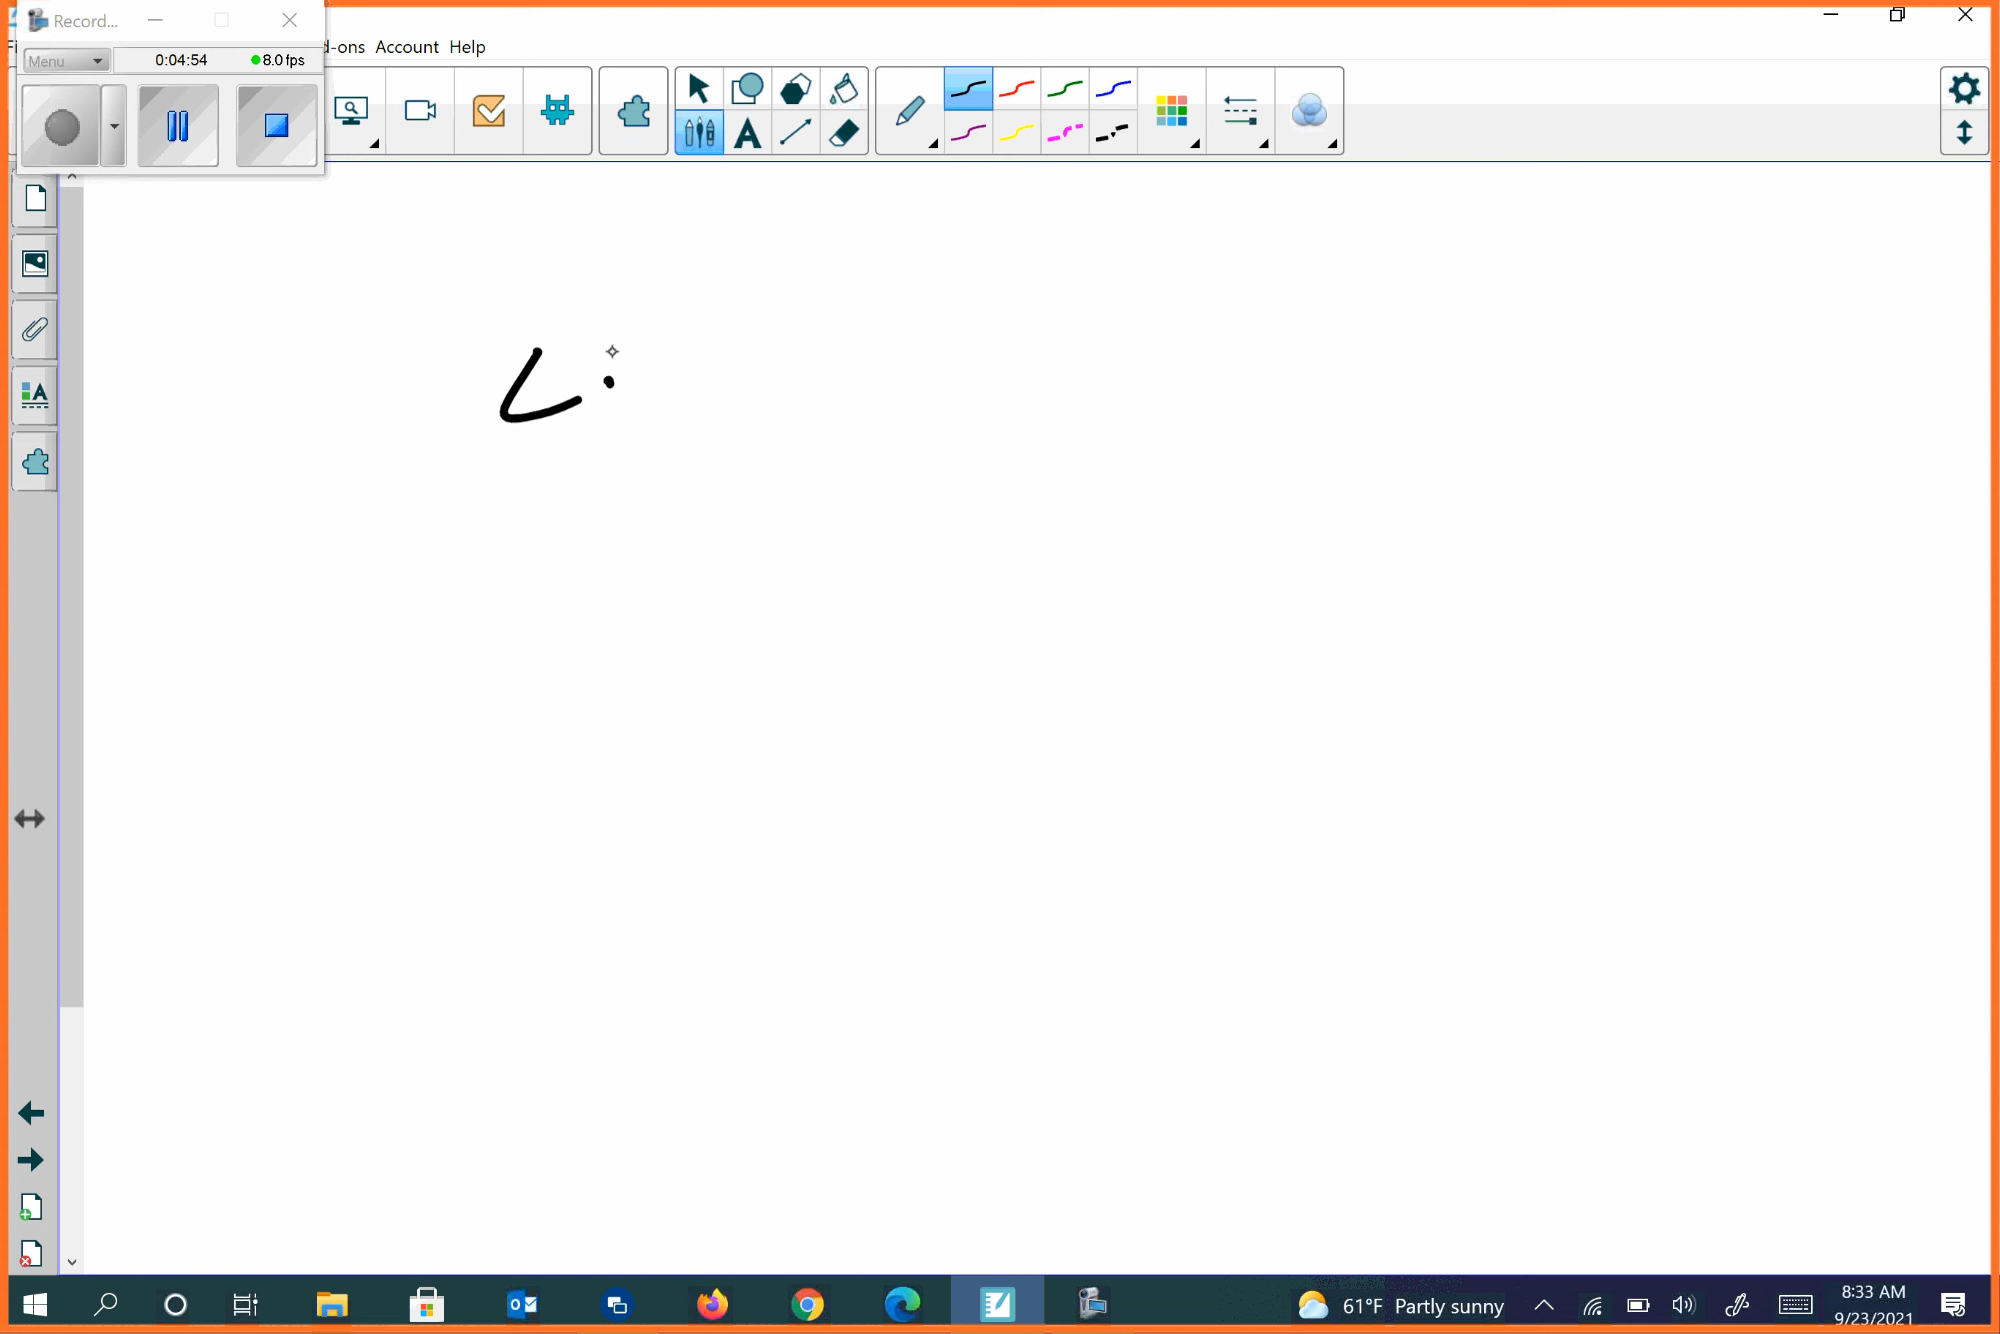 Record...
Menu 0:04:54 8.0 fps
d-ons Account Help
L:
61°F Partly sunny
8:33 AM
9/23/2021